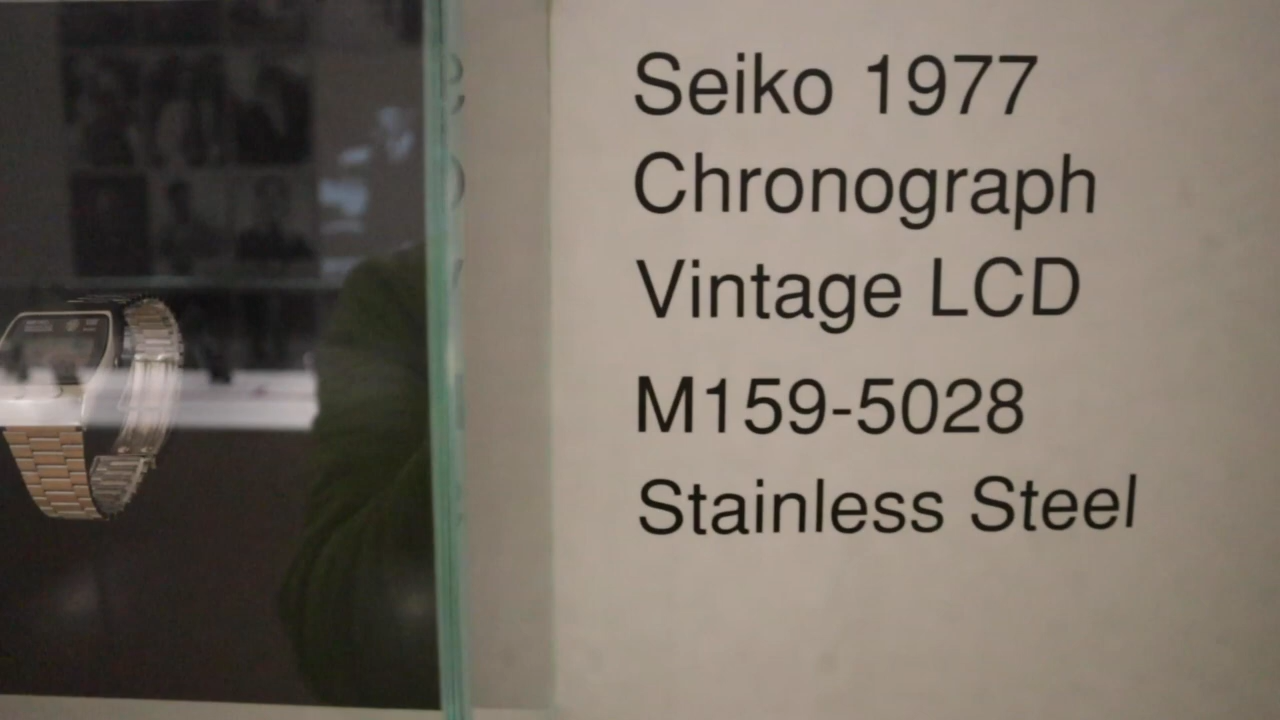 Seiko 1977
Chronograph
Vintage LCD
M159-5028
Stainless Steel